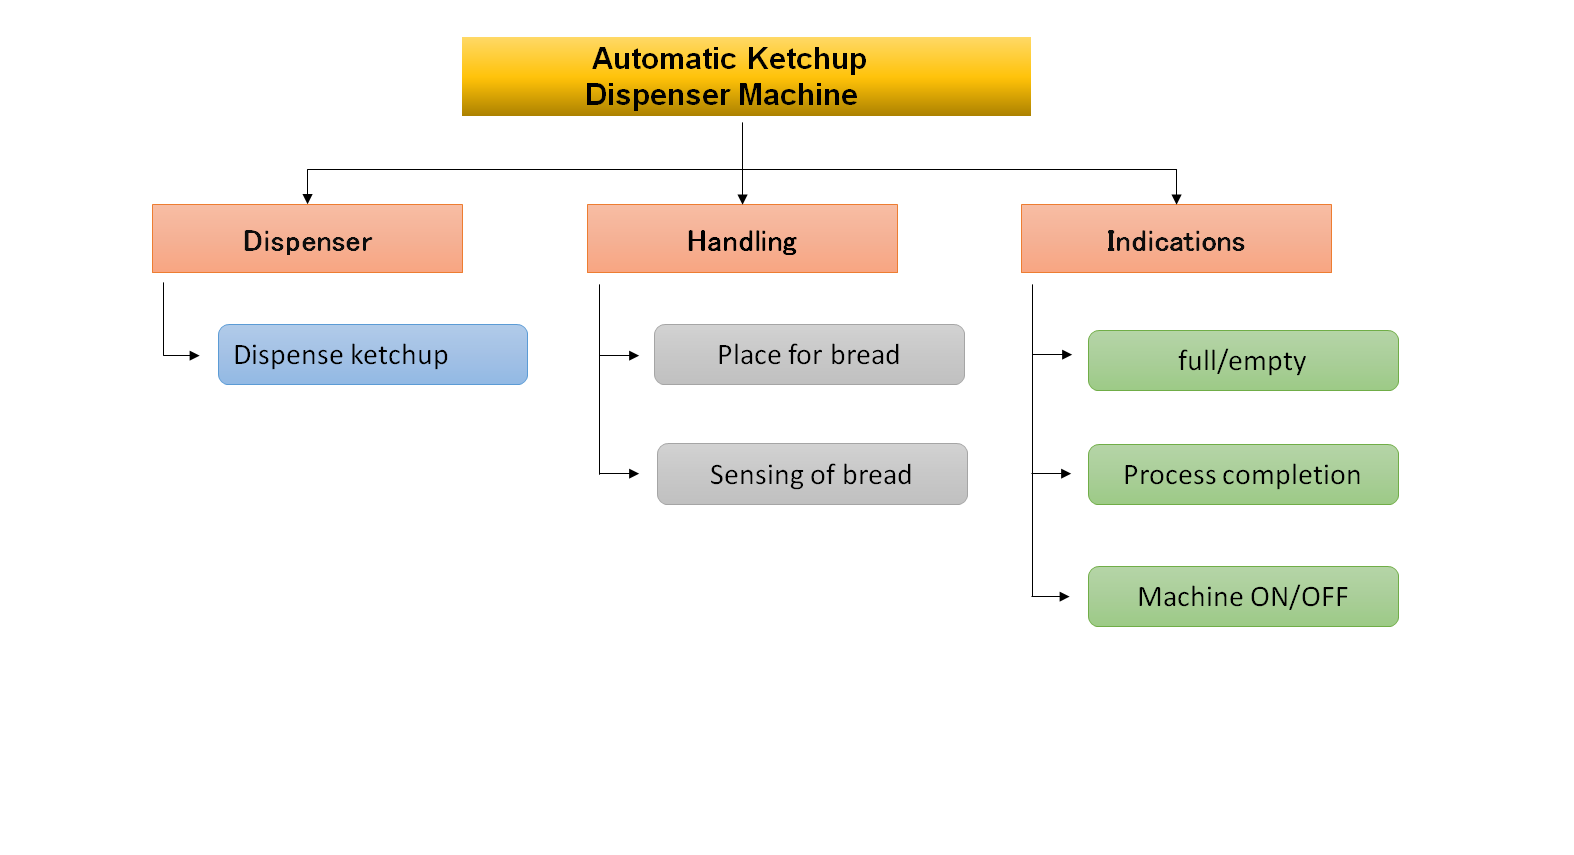 Automatic Ketchup
Dispenser Machine
Dispenser
Handling
Indications
Dispense ketchup
Place for bread
full/empty
Sensing of bread
Process completion
Machine ON/OFF